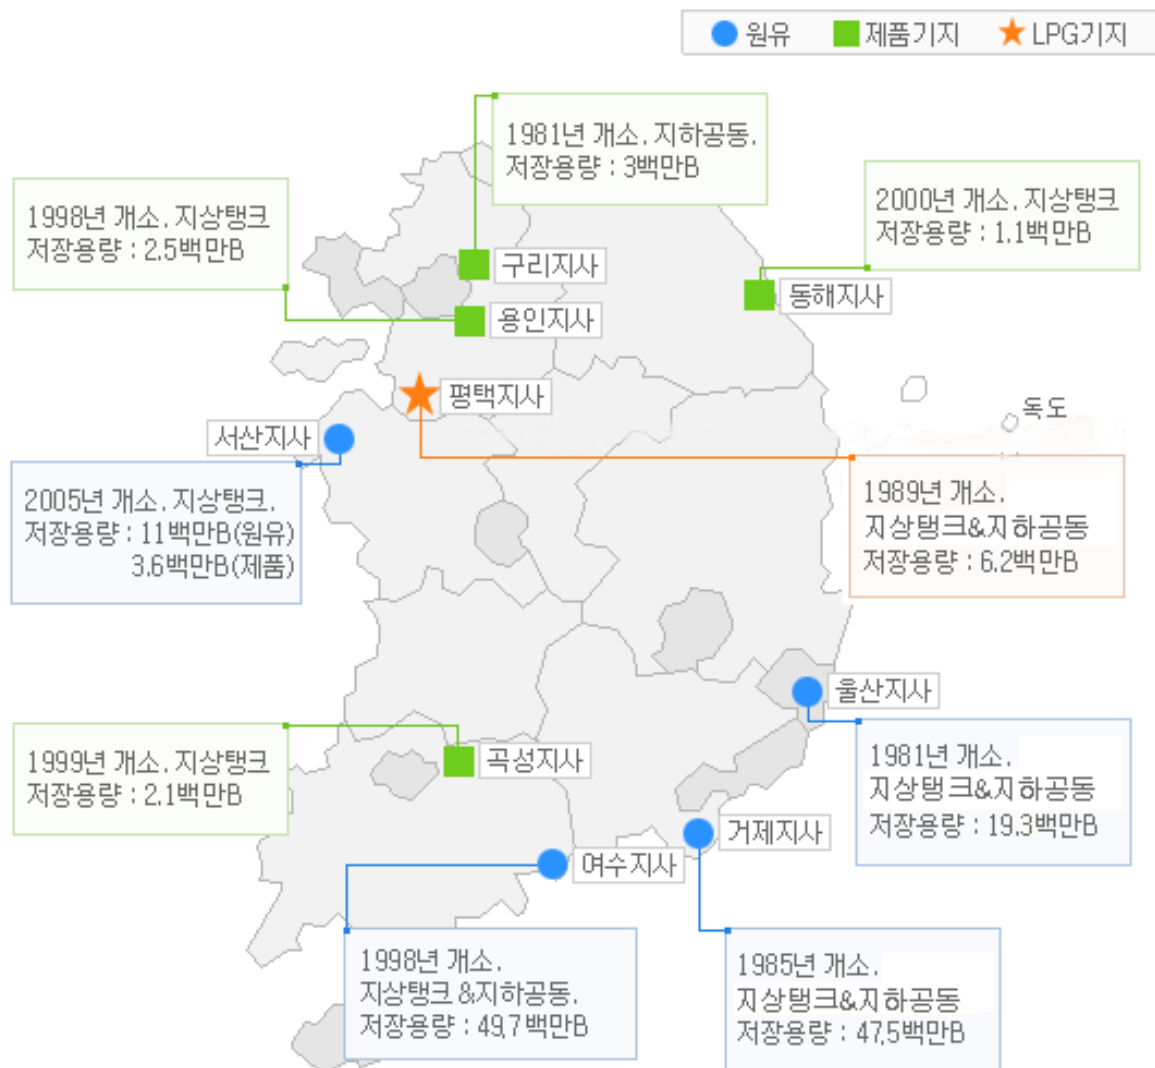 원유 제품기지 LPG기지
1981년 개소. 지하공동.
저장용량 : 3백만B
구리지사
1998년 개소. 지상탱크
저장용량 : 2.5백만B
용인지사
2000년 개소. 지상탱크
저장용량 : 1.1백만B
동해지사
평택지사
1989년 개소.
지상탱크&지하공동
저장용량 : 6.2백만B
독도
서산지사
2005년 개소. 지상탱크.
저장용량 : 11백만B(원유)
3.6백만B(제품)
울산지사
1981년 개소.
지상탱크&지하공동
저장용량 : 19.3백만B
곡성지사
1999년 개소. 지상탱크
저장용량 : 2.1백만B
거제지사
1985년 개소.
지상탱크&지하공동
저장용량 : 47.5백만B
여수지사
1998년 개소.
지상탱크 &지하공동.
저장용량 : 49.7백만B